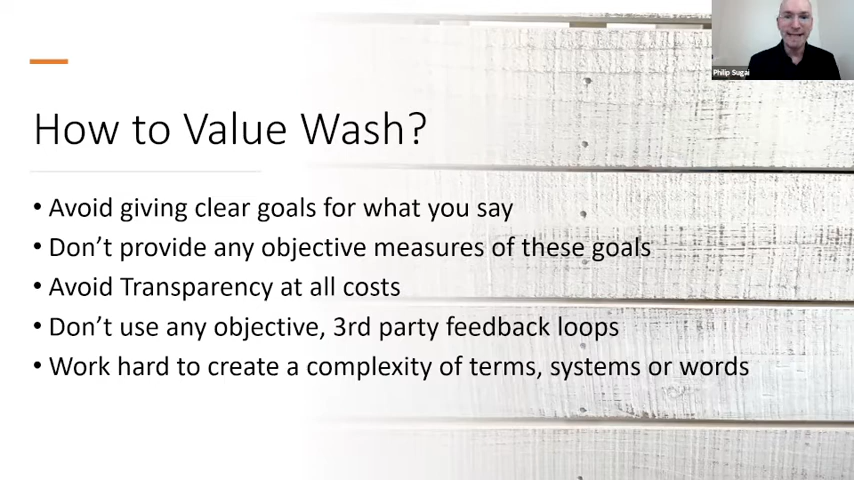 Philip Sugai
How to Value Wash?
• Avoid giving clear goals for what you say
• Don’t provide any objective measures of these goals
• Avoid Transparency at all costs
• Don’t use any objective, 3rd party feedback loops
• Work hard to create a complexity of terms, systems or words